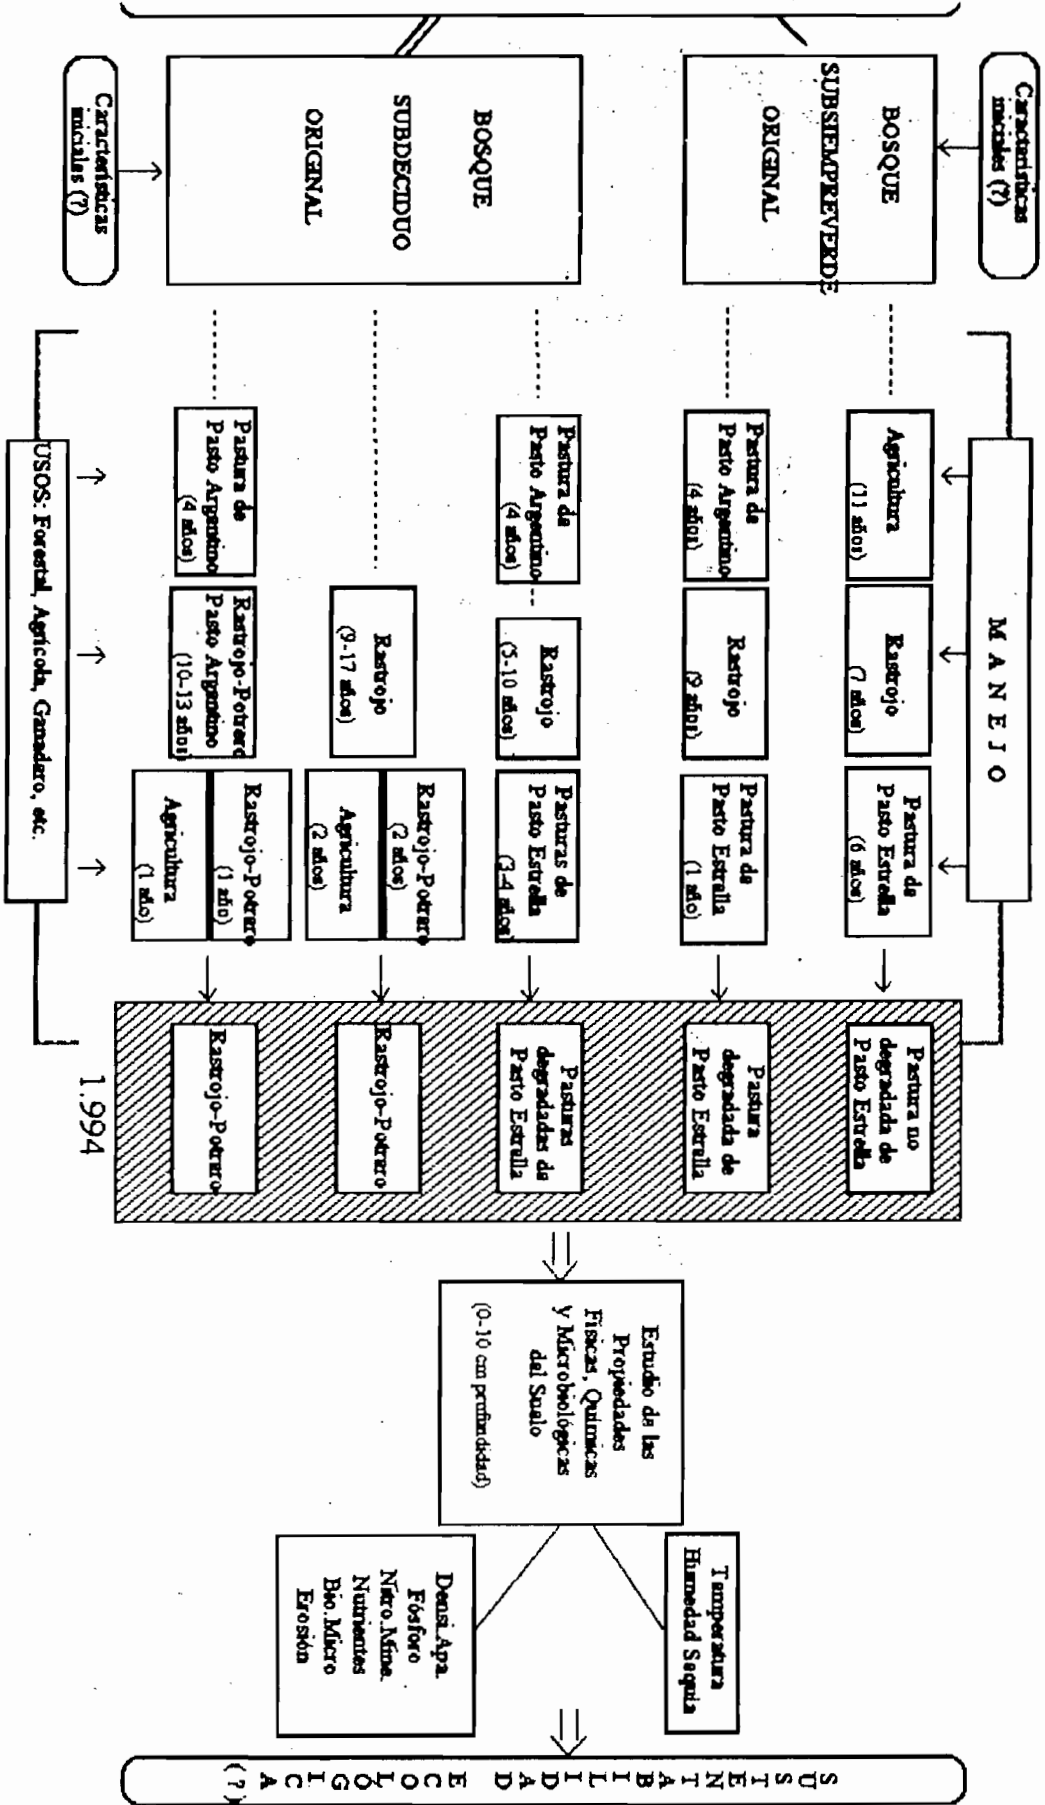 Características
iniciales (?)
BOSQUE
SUBSIEMPREVERDE
ORIGINAL
BOSQUE
SUBDECIDUO
ORIGINAL
Características
iniciales (?)
M A N E J O
Agricultura
(11 años)
Rastrojo
(7 años)
Pastura de
Pasto Estrella
(6 años)
Pastura no
degradada de
Pasto Estrella
Pastura de
Pasto Argentino
(4 años)
Rastrojo
(9 años)
Pastura de
Pasto Estrella
(1 año)
Pastura
degradada de
Pasto Estrella
Pastura de
Pasto Argentino
(4 años)
Rastrojo
(5-10 años)
Pasturas de
Pasto Estrella
(3-4 años)
Pasturas
degradadas de
Pasto Estrella
Rastrojo
(9-17 años)
Rastrojo-Potrero
(2 años)
Agricultura
(2 años)
Rastrojo-Potrero
Pastura de
Pasto Argentino
(4 años)
Rastrojo-Potrero
Pasto Argentino
(10-13 años)
Rastrojo-Potrero
(1 año)
Agricultura
(1 año)
Rastrojo-Potrero
USOS: Forestal, Agrícola, Ganadero, etc.
1.994
Estudio de las
Propiedades
Físicas, Químicas
y Microbiológicas
del Suelo
(0-10 cm profundidad)
Temperatura
Humedad Sequia
Densi.Apa.
Fósforo
Nitro.Mine.
Nutrientes
Bio.Micro
Erosión
SUSTENTABILIDAD ECOLÓGICA (?)